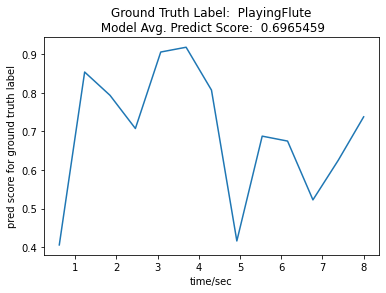 Ground Truth Label:  PlayingFlute
Model Avg. Predict Score:  0.6965459
pred score for ground truth label
0.9
0.8
0.7
0.6
0.5
0.4
1 2 3 4 5 6 7 8
time/sec